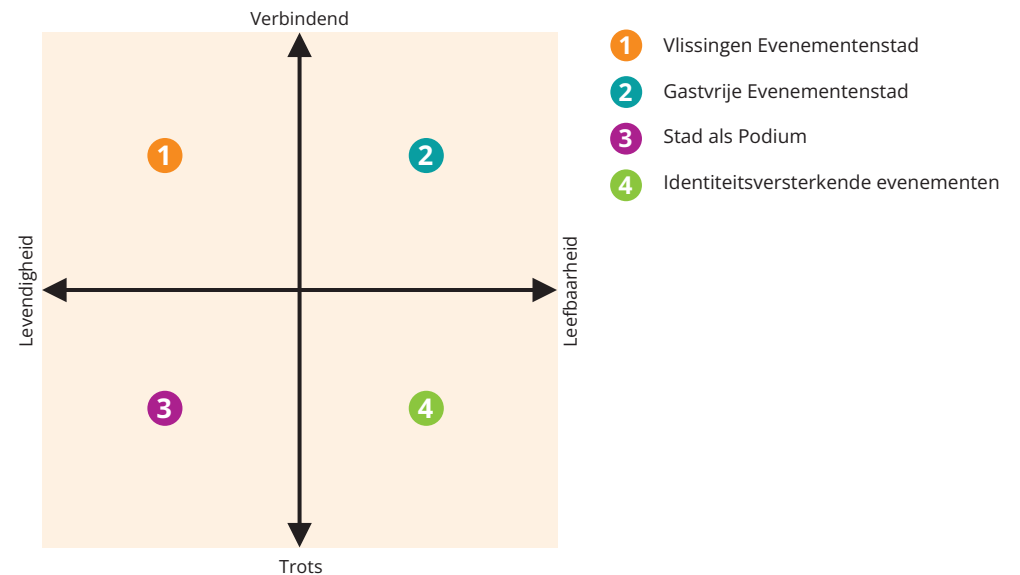 Verbindend
1 Vlissingen Evenementenstad
2 Gastvrije Evenementenstad
3 Stad als Podium
4 Identiteitsversterkende evenementen
1
2
Levendigheid
Leefbaarheid
3
4
Trots